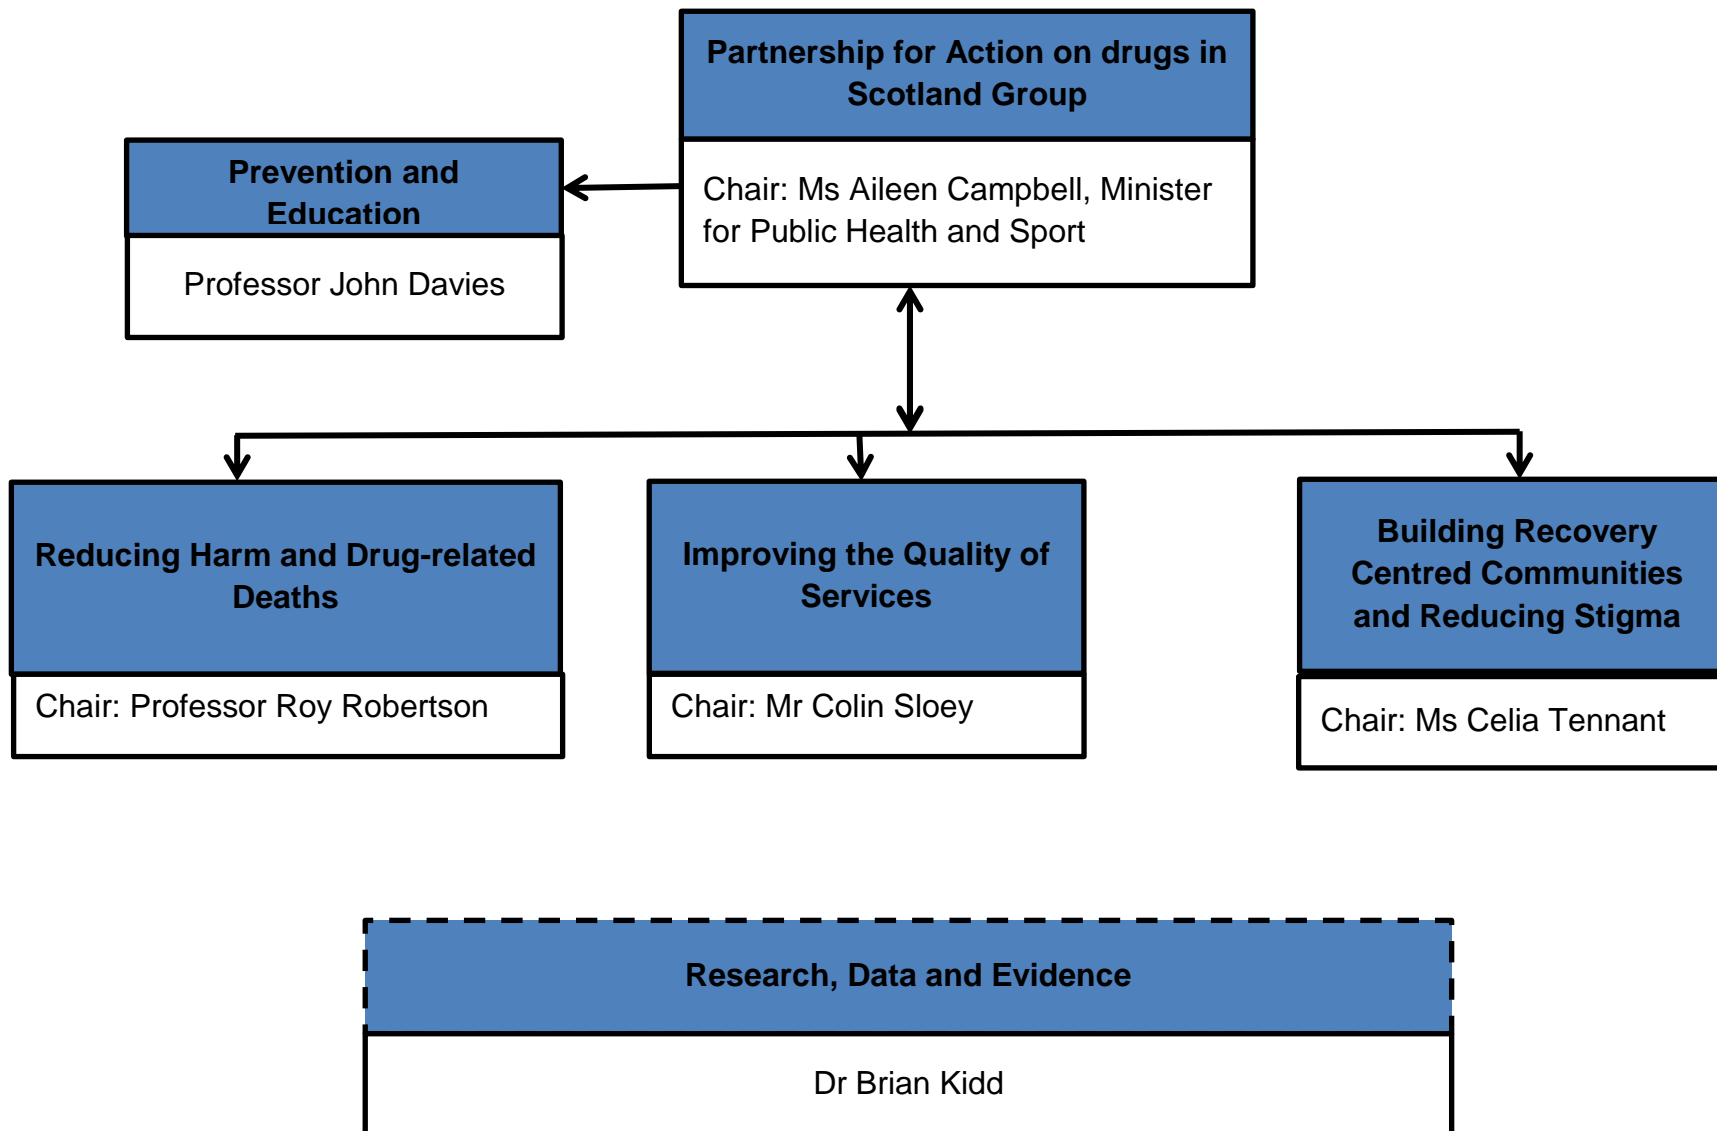 Partnership for Action on drugs in
Scotland Group
Chair: Ms Aileen Campbell, Minister
for Public Health and Sport
Prevention and
Education
Professor John Davies
Reducing Harm and Drug-related
Deaths
Chair: Professor Roy Robertson
Improving the Quality of
Services
Chair: Mr Colin Sloey
Building Recovery
Centred Communities
and Reducing Stigma
Chair: Ms Celia Tennant
Research, Data and Evidence
Dr Brian Kidd